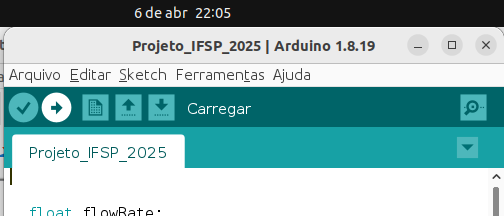 6 de abr 22:05
Projeto_IFSP_2025 | Arduino 1.8.19
Arquivo Editar Sketch Ferramentas Ajuda
Carregar
Projeto_IFSP_2025
float flowRate;